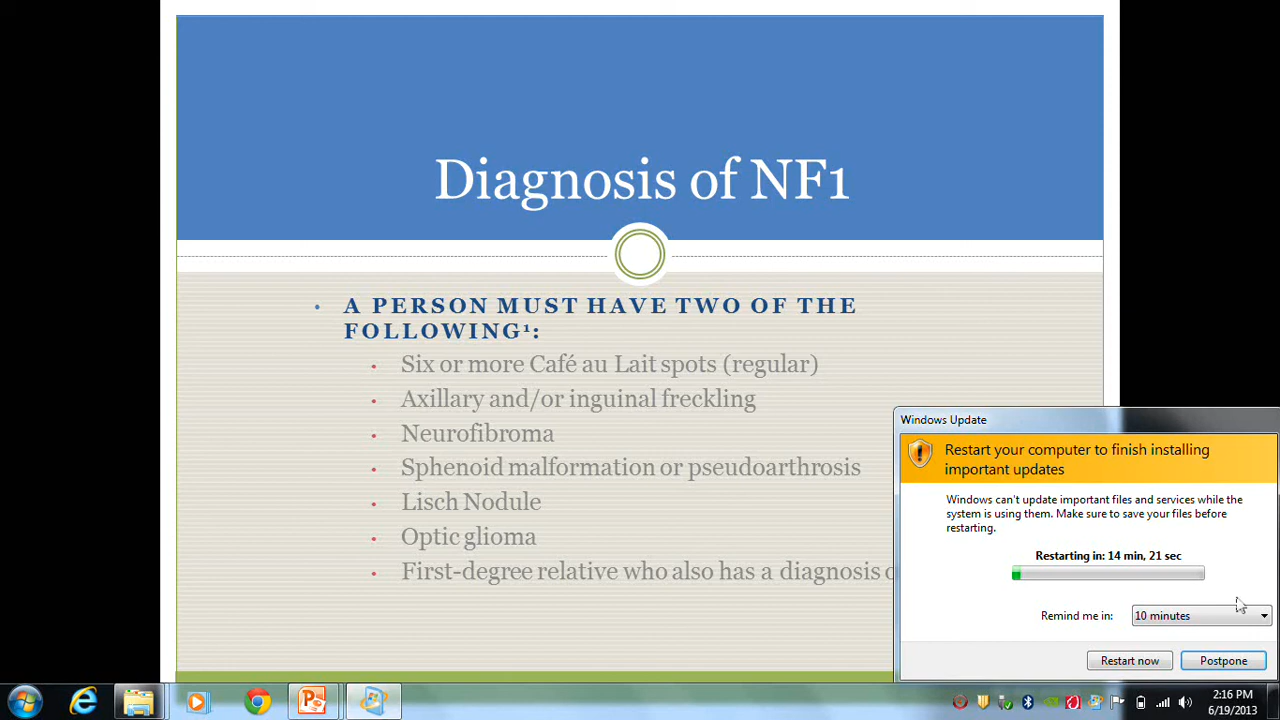 Diagnosis of NF1
• A PERSON MUST HAVE TWO OF THE
FOLLOWING¹:
• Six or more Café au Lait spots (regular)
• Axillary and/or inguinal freckling
• Neurofibroma
• Sphenoid malformation or pseudoarthrosis
• Lisch Nodule
• Optic glioma
• First-degree relative who also has a diagnosis
Windows Update
Restart your computer to finish installing
important updates
Windows can't update important files and services while the
system is using them. Make sure to save your files before
restarting.
Restarting in: 14 min, 21 sec
Remind me in: 10 minutes
Restart now Postpone
2:16 PM
6/19/2013